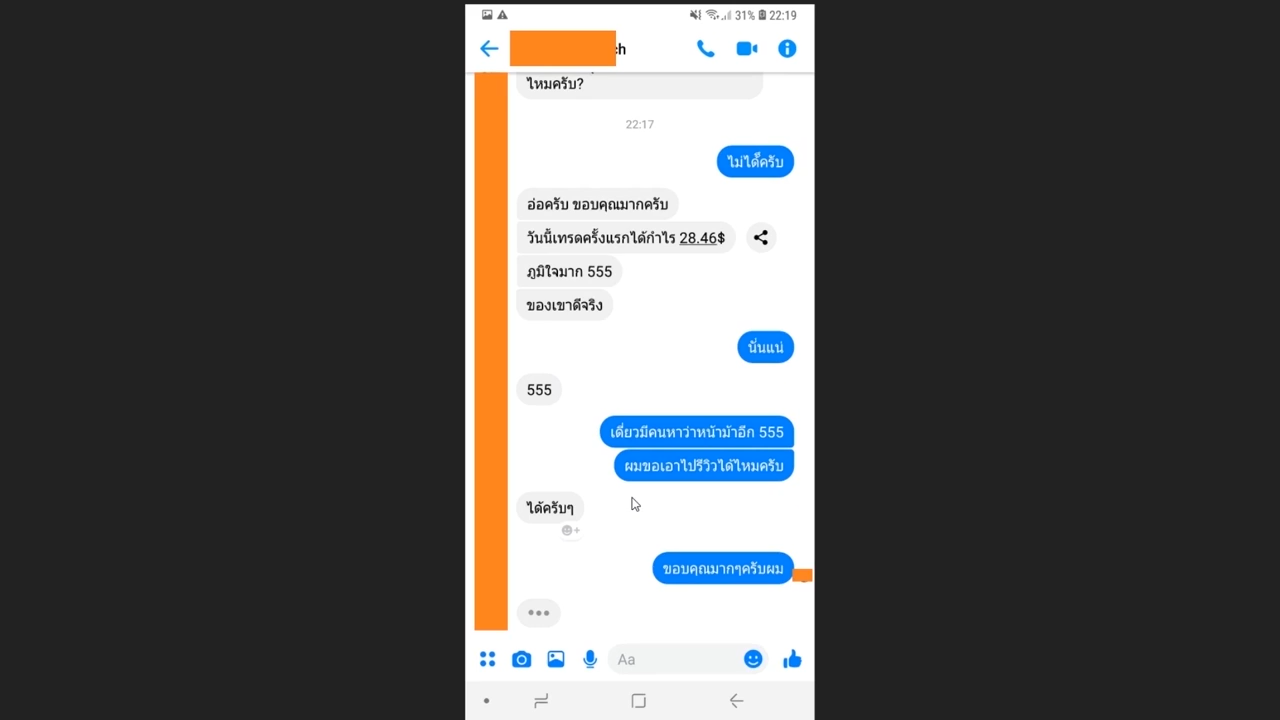 31% 22:19
ch
ไหมครับ?
22:17
ไม่ได้ครับ
อ่อครับ ขอบคุณมากครับ
วันนี้เทรดครั้งแรกได้กำไร 28.46$
ภูมิใจมาก 555
ของเขาดีจริง
นั่นแน่
555
เดี่ยวมีคนหาว่าหน้าม้าอีก 555
ผมขอเอาไปรีวิวได้ไหมครับ
ได้ครับๆ
ขอบคุณมากๆครับผม
Aa